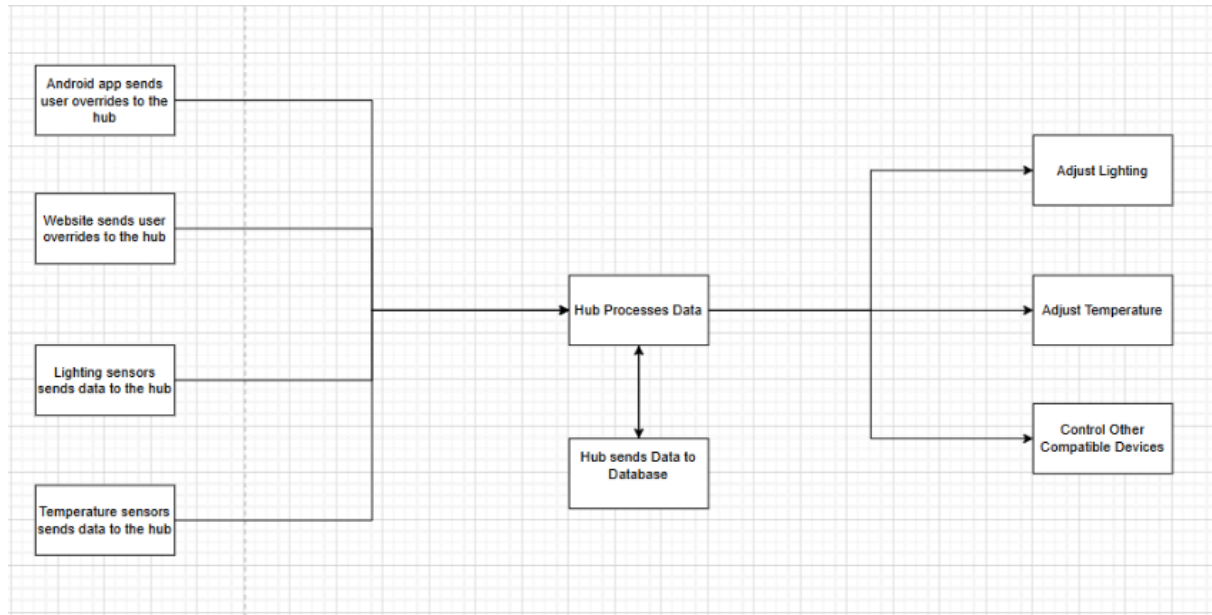 Android app sends
user overrides to the
hub
Website sends user
overrides to the hub
Lighting sensors
sends data to the hub
Temperature sensors
sends data to the hub
Hub Processes Data
Hub sends Data to
Database
Adjust Lighting
Adjust Temperature
Control Other
Compatible Devices